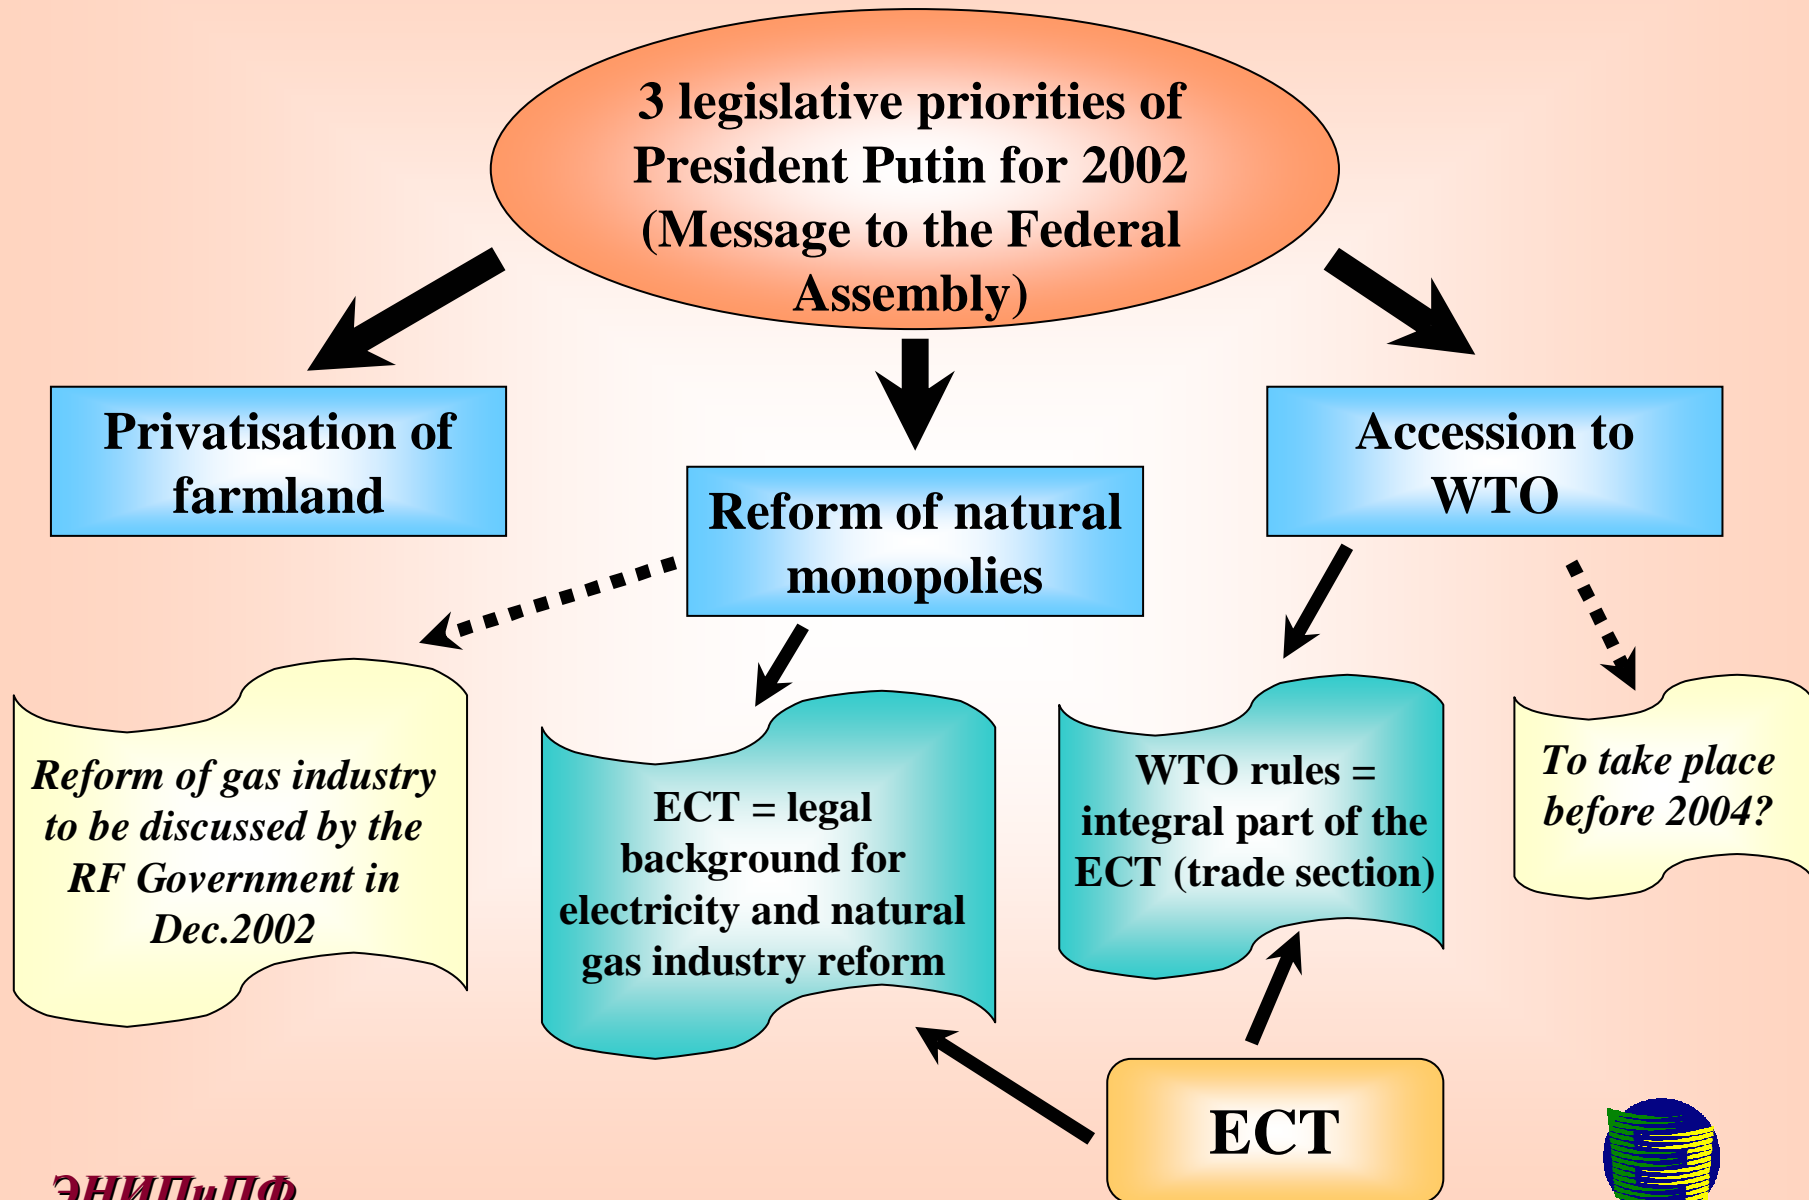 3 legislative priorities of
President Putin for 2002
(Message to the Federal
Assembly)
Privatisation of
farmland
Reform of natural
monopolies
Accession to
WTO
Reform of gas industry
to be discussed by the
RF Government in
Dec.2002
ECT = legal
background for
electricity and natural
gas industry reform
WTO rules =
integral part of the
ECT (trade section)
To take place
before 2004?
ECT
ЭНИПиПФ